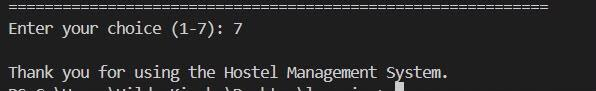 ============================================================
Enter your choice (1-7): 7
Thank you for using the Hostel Management System.